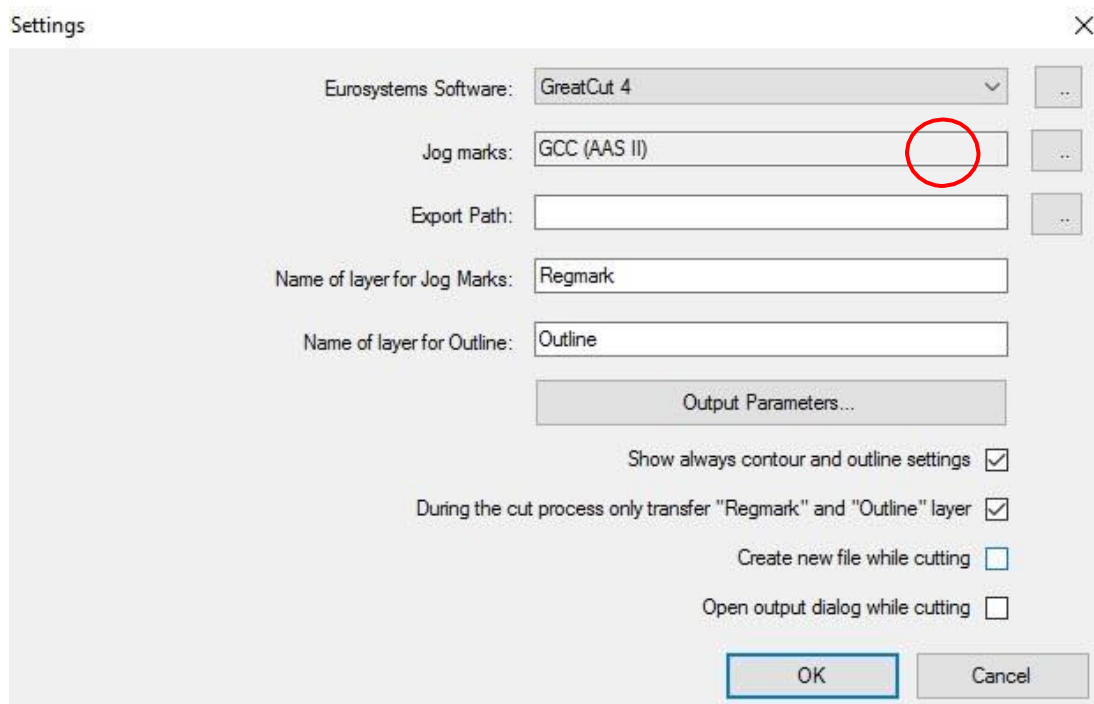 Settings
Eurosystems Software: GreatCut 4 ..
Jog marks: GCC (AAS II) ..
Export Path: ..
Name of layer for Jog Marks: Regmark
Name of layer for Outline: Outline
Output Parameters...
Show always contour and outline settings
During the cut process only transfer "Regmark" and "Outline" layer
Create new file while cutting
Open output dialog while cutting
OK Cancel